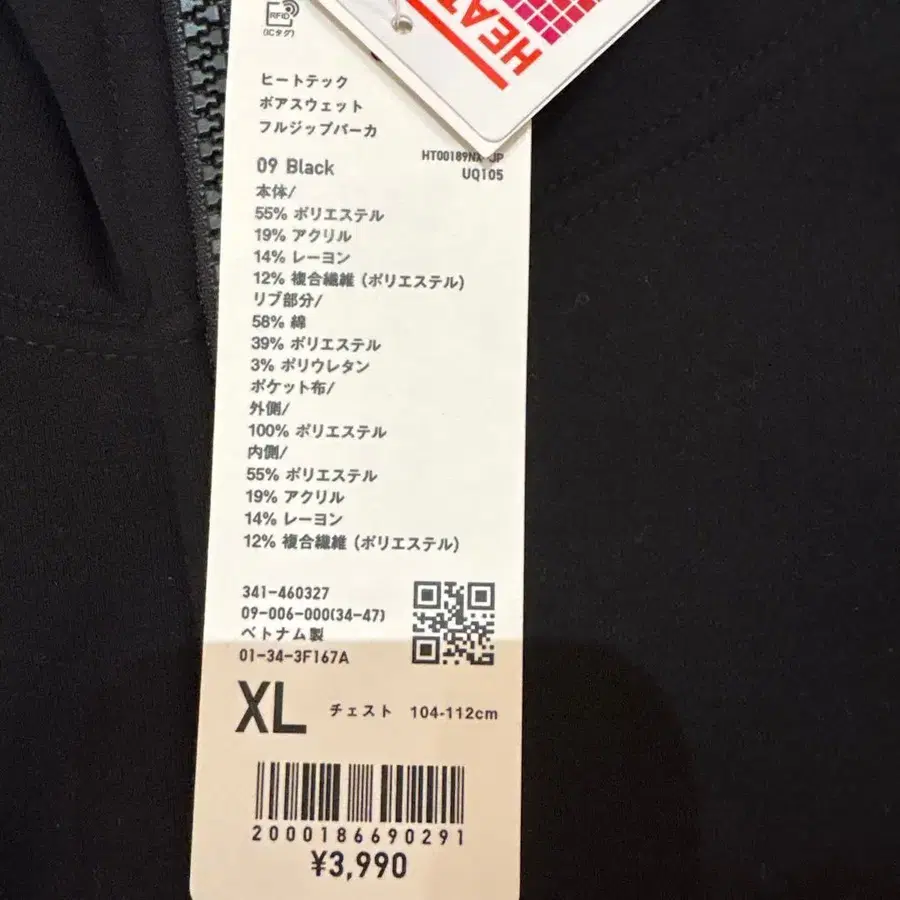 RFID
(ICタグ)
HEAT
ヒートテック
ボアスウェット
フルジップパーカ
HT00189NX-JP
09 Black
UQ105
本体/
55% ポリエステル
19% アクリル
14% レーヨン
12% 複合繊維 (ポリエステル)
リブ部分/
58% 綿
39% ポリエステル
3% ポリウレタン
ポケット布/
外側/
100% ポリエステル
内側/
55% ポリエステル
19% アクリル
14% レーヨン
12% 複合繊維 (ポリエステル)
341-460327
09-006-000(34-47)
ベトナム製
01-34-3F167A
XL チェスト 104-112cm
2000186690291
¥3,990